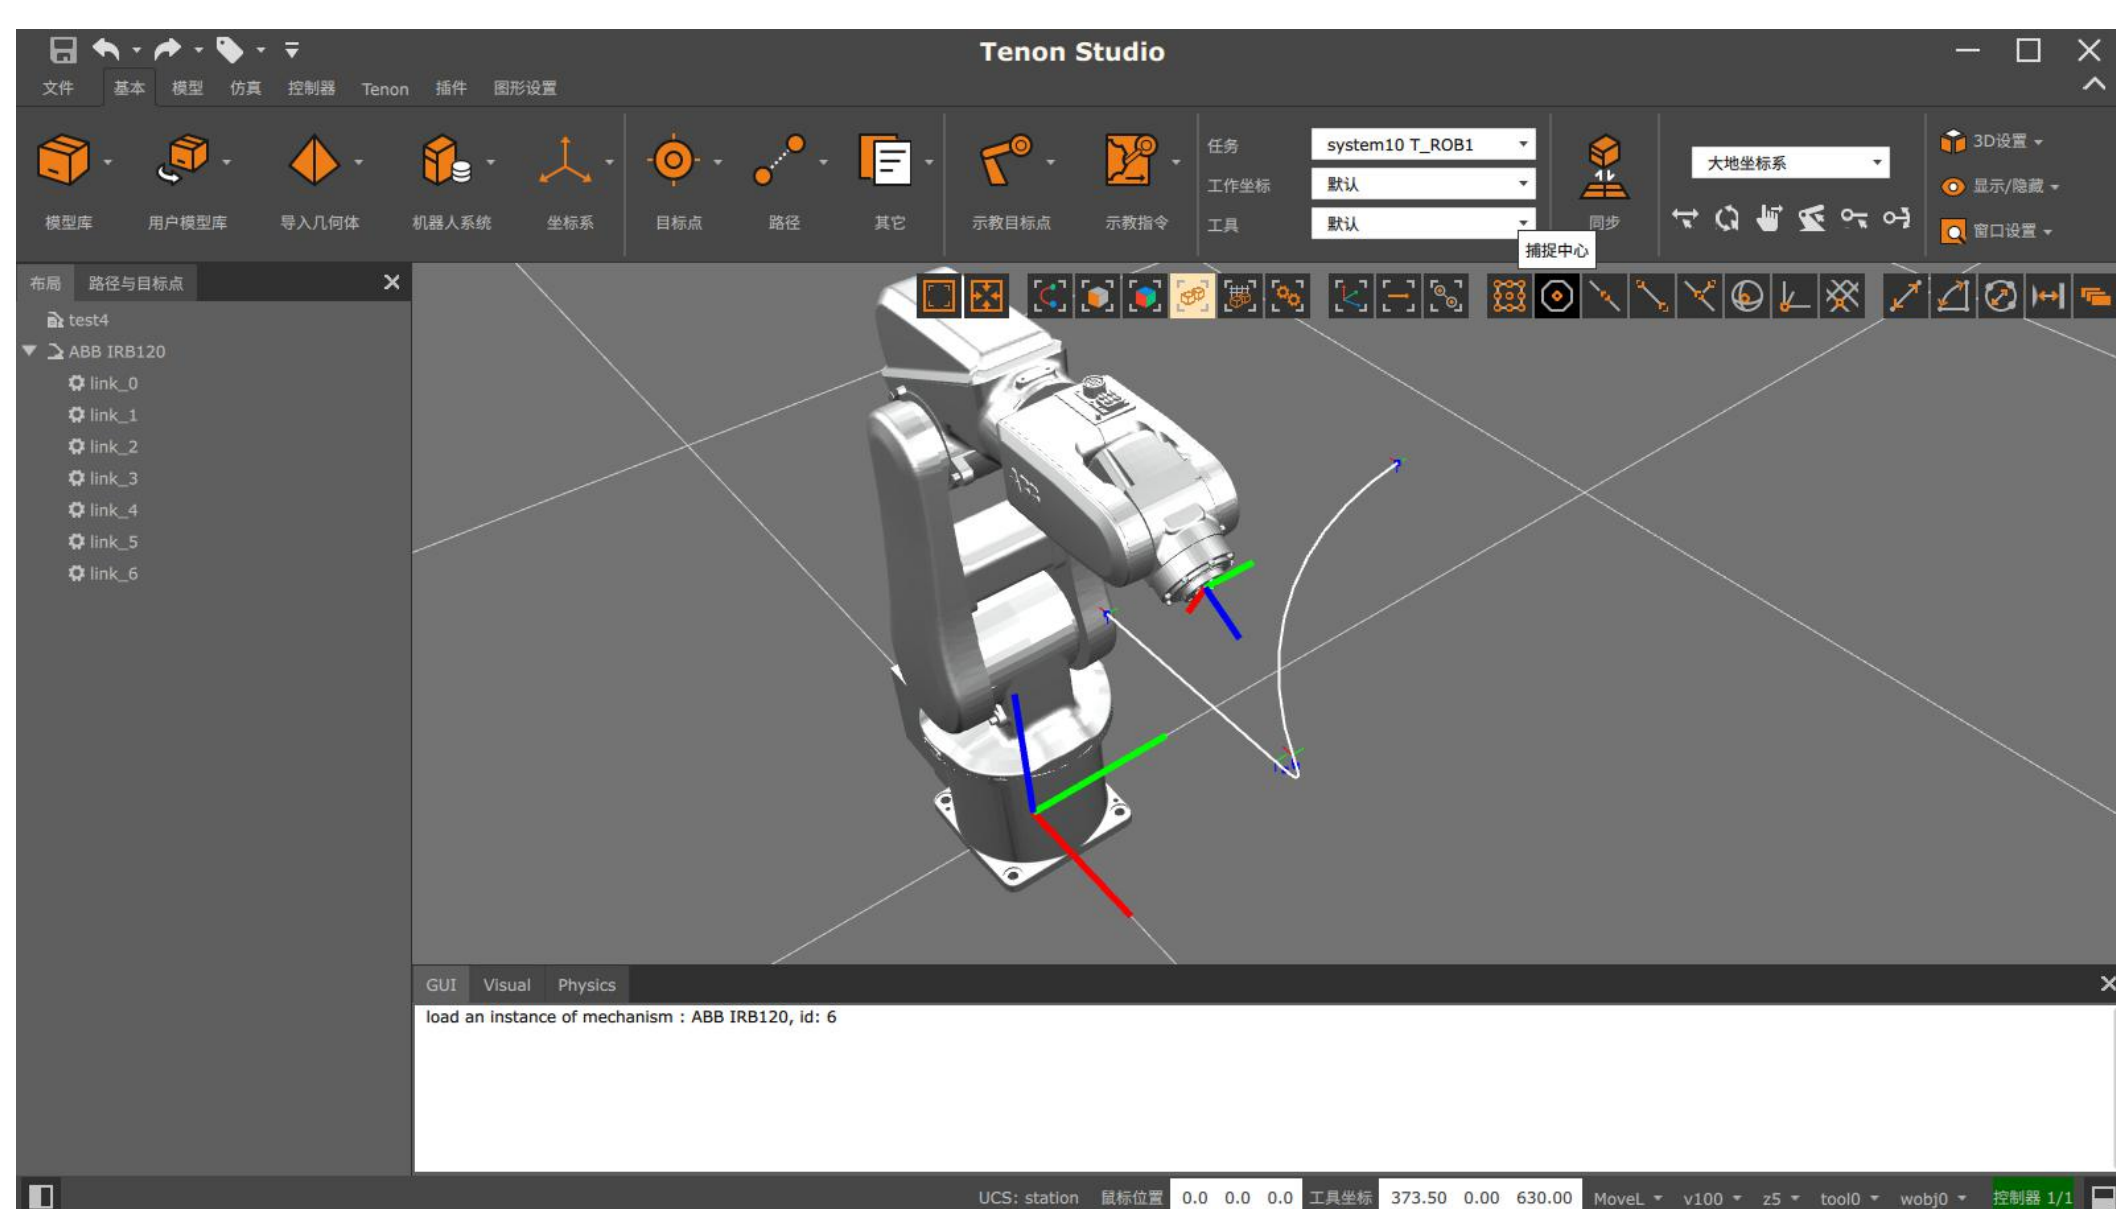 Tenon Studio
文件 基本 模型 仿真 控制器 Tenon 插件 图形设置
模型库 用户模型库 导入几何体 机器人系统 坐标系 目标点 路径 其它 示教目标点 示教指令
任务 system10 T_ROB1
工作坐标 默认
工具 默认
同步
大地坐标系
3D设置
显示/隐藏
窗口设置
捕捉中心
布局 路径与目标点
test4
ABB IRB120
link_0
link_1
link_2
link_3
link_4
link_5
link_6
ABB
GUI Visual Physics
load an instance of mechanism : ABB IRB120, id: 6
UCS: station 鼠标位置 0.0 0.0 0.0 工具坐标 373.50 0.00 630.00 MoveL v100 z5 tool0 wobj0 控制器 1/1